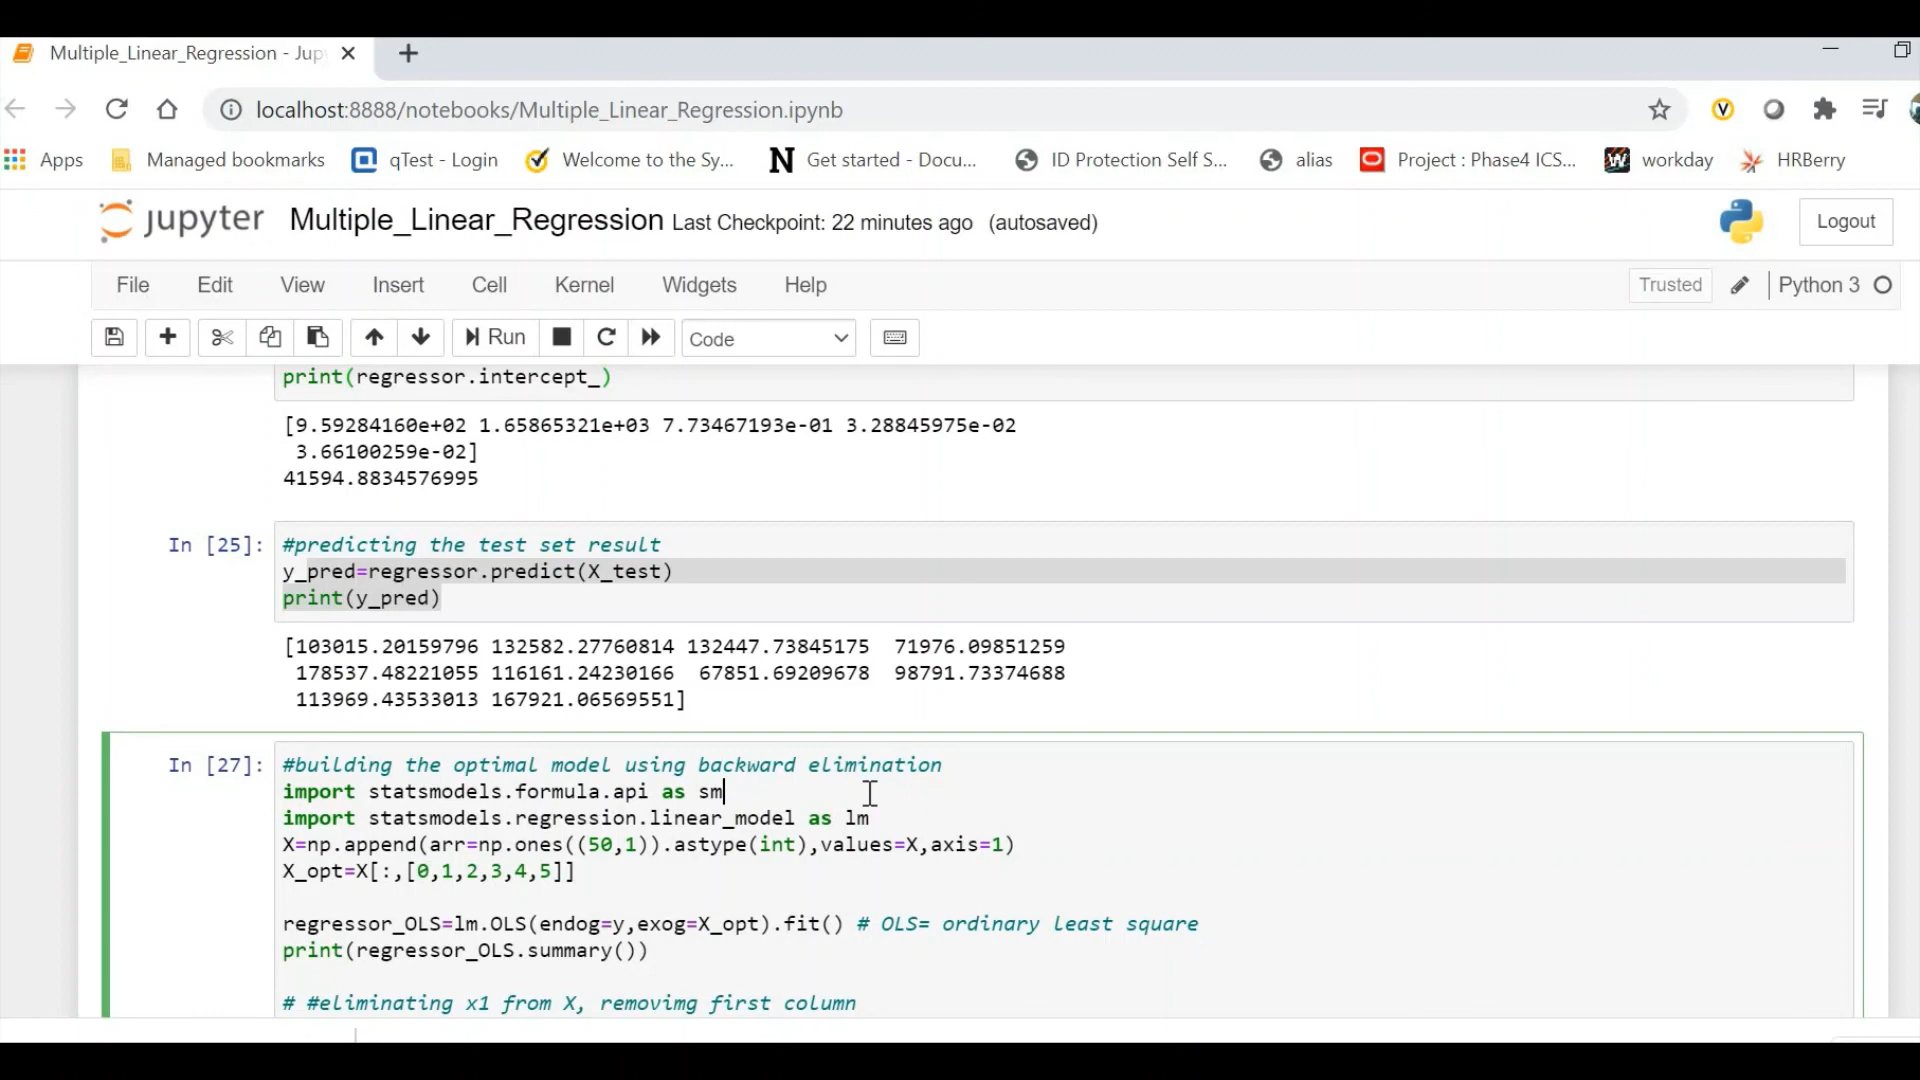 Multiple_Linear_Regression - Jup
localhost:8888/notebooks/Multiple_Linear_Regression.ipynb
Apps Managed bookmarks qTest - Login Welcome to the Sy... Get started - Docu... ID Protection Self S... alias Project : Phase4 ICS... workday HRBerry
jupyter Multiple_Linear_Regression Last Checkpoint: 22 minutes ago (autosaved) Logout
File Edit View Insert Cell Kernel Widgets Help Trusted Python 3
Run Code
print(regressor.intercept_)
[9.59284160e+02 1.65865321e+03 7.73467193e-01 3.28845975e-02
3.66100259e-02]
41594.8834576995
In [25]: #predicting the test set result
y_pred=regressor.predict(X_test)
print(y_pred)
[103015.20159796 132582.27760814 132447.73845175 71976.09851259
178537.48221055 116161.24230166 67851.69209678 98791.73374688
113969.43533013 167921.06569551]
In [27]: #building the optimal model using backward elimination
import statsmodels.formula.api as sm
import statsmodels.regression.linear_model as lm
X=np.append(arr=np.ones((50,1)).astype(int),values=X,axis=1)
X_opt=X[:,[0,1,2,3,4,5]]
regressor_OLS=lm.OLS(endog=y,exog=X_opt).fit() # OLS= ordinary least square
print(regressor_OLS.summary())
# #eliminating x1 from X, removimg first column